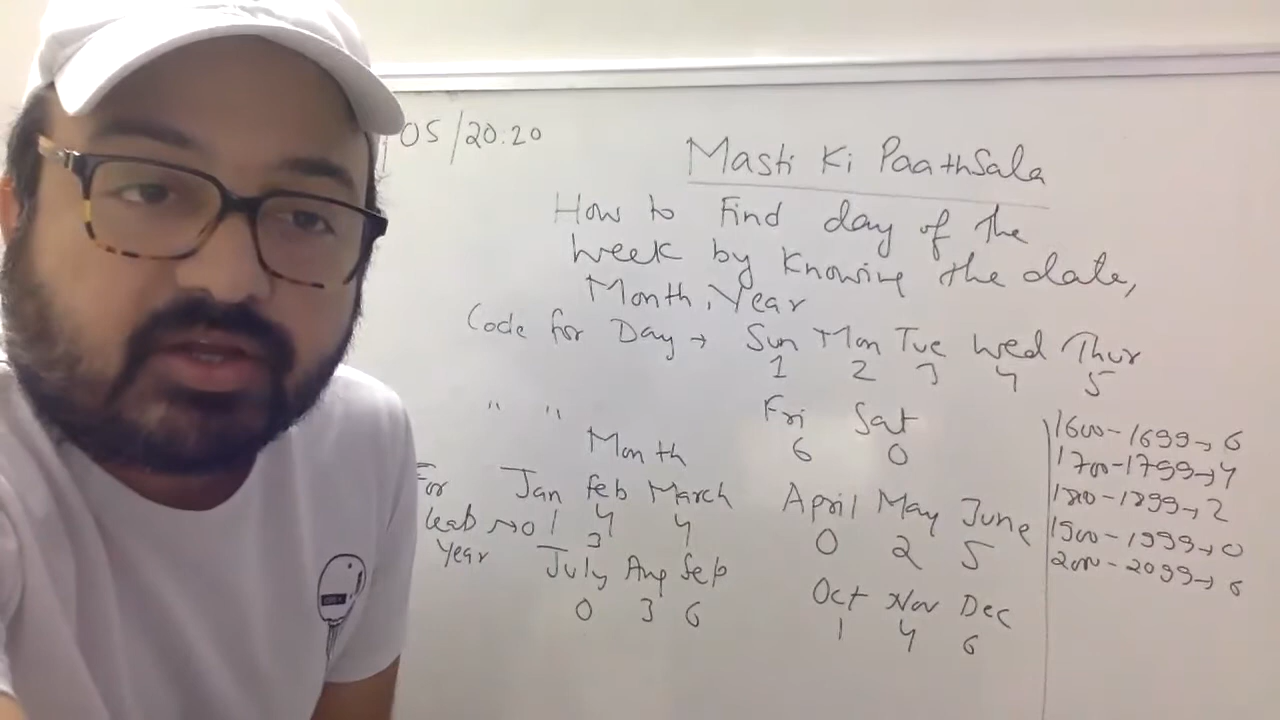 05/20.20
Masti Ki PaathSala
How to Find day of the
week by Knowing the date,
Month, Year
Code for Day → Sun Mon Tue Wed Thur
1 2 3 4 5
" " Fri Sat
Month 6 0
For Jan Feb March April May June
leab →0 1 4 4 0 2 5
Year 3
July Aug Sep Oct Nov Dec
0 3 6 1 4 6
1600-1699→6
1700-1799→4
1800-1899→2
1900-1999→0
2000-2099→6